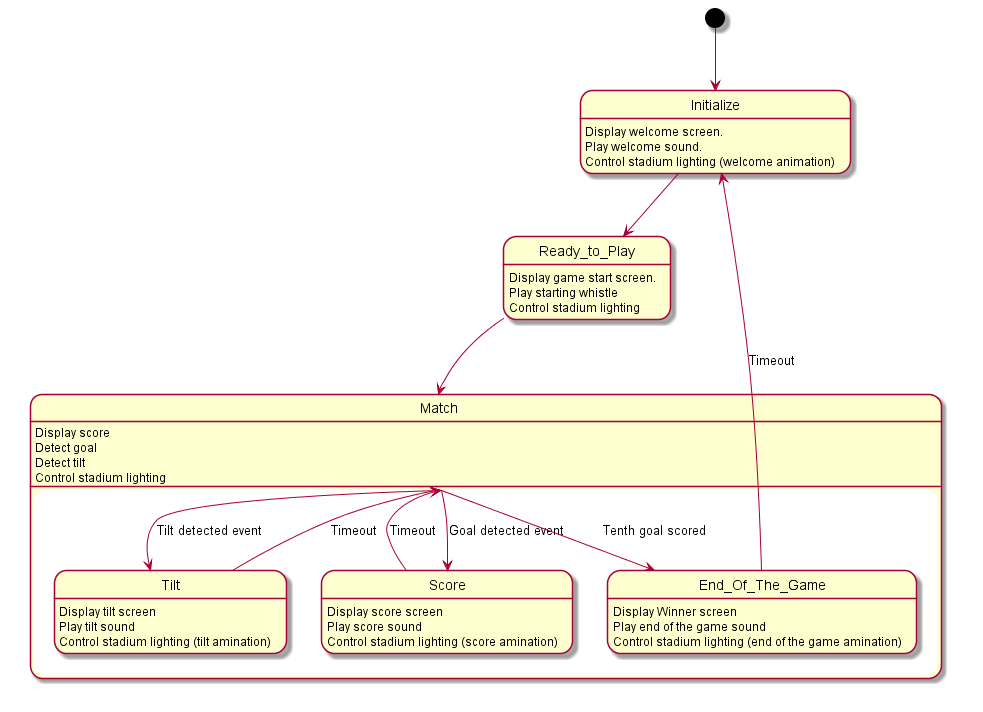 Initialize
Display welcome screen.
Play welcome sound.
Control stadium lighting (welcome animation)
Ready_to_Play
Display game start screen.
Play starting whistle
Control stadium lighting
Timeout
Match
Display score
Detect goal
Detect tilt
Control stadium lighting
Tilt detected event
Timeout
Timeout
Goal detected event
Tenth goal scored
Tilt
Display tilt screen
Play tilt sound
Control stadium lighting (tilt amination)
Score
Display score screen
Play score sound
Control stadium lighting (score amination)
End_Of_The_Game
Display Winner screen
Play end of the game sound
Control stadium lighting (end of the game amination)